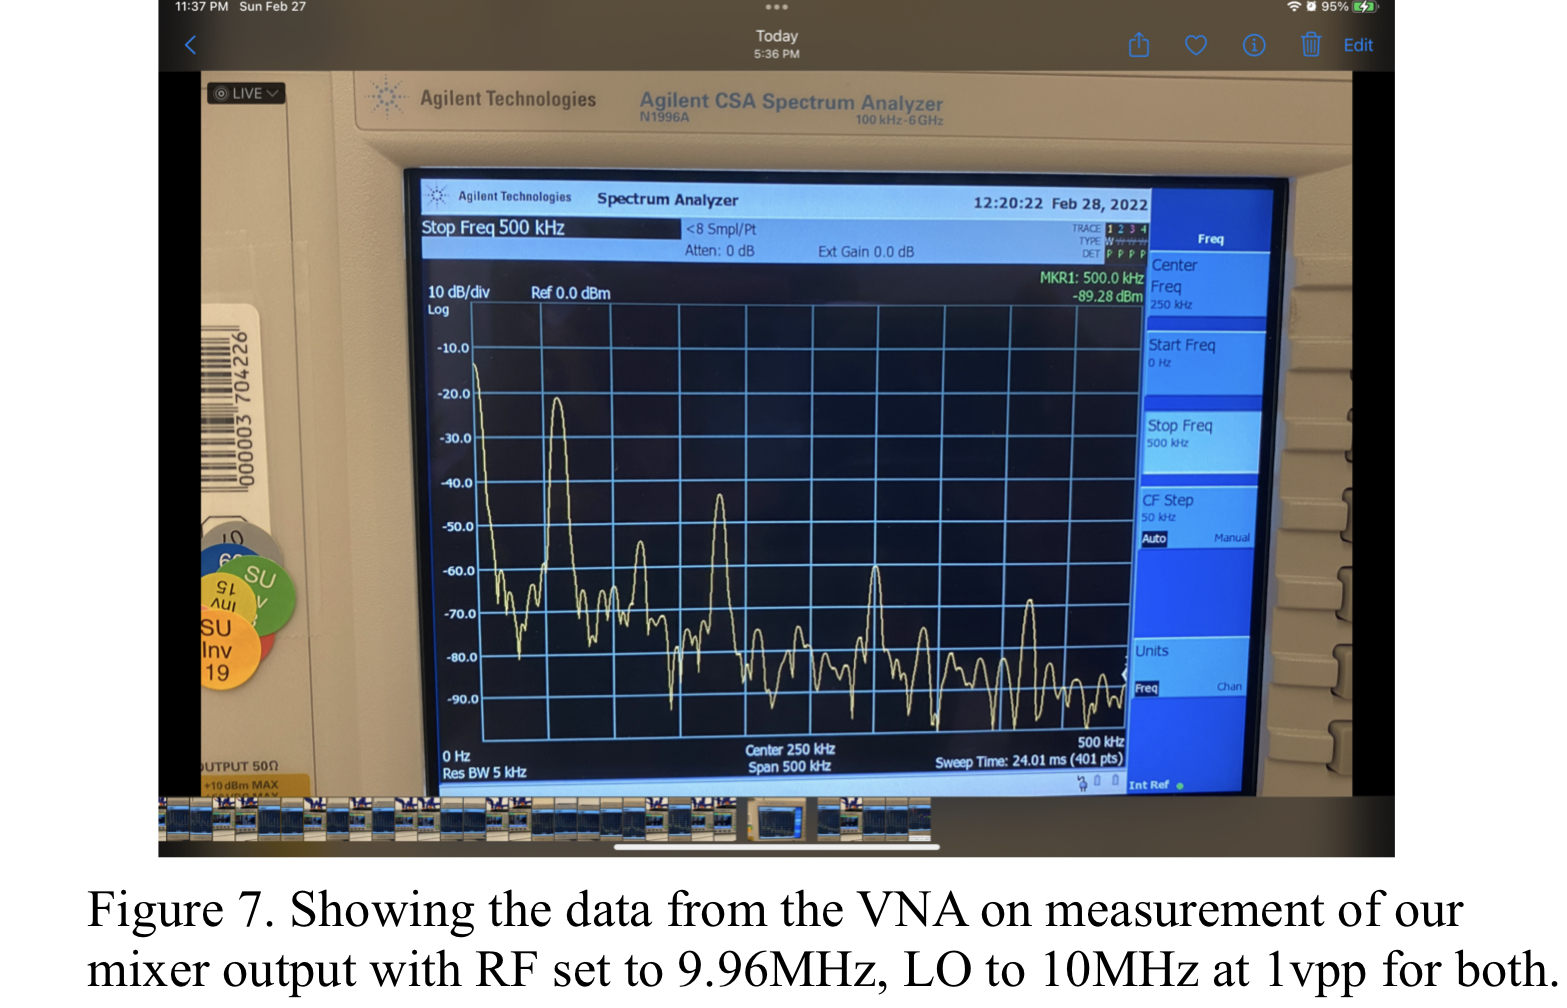 11:37 PM Sun Feb 27
95%
Today
5:36 PM
Edit
LIVE
Agilent Technologies
Agilent CSA Spectrum Analyzer
N1996A
100 kHz-6 GHz
Agilent Technologies Spectrum Analyzer
12:20:22 Feb 28, 2022
Stop Freq 500 kHz
<8 Smpl/Pt
Atten: 0 dB
Ext Gain 0.0 dB
TRACE 1 2 3 4
TYPE W W W W
DET P P P P
MKR1: 500.0 kHz
-89.28 dBm
10 dB/div
Ref 0.0 dBm
Log
-10.0
-20.0
-30.0
-40.0
-50.0
-60.0
-70.0
-80.0
-90.0
0 Hz
Center 250 kHz
500 kHz
Res BW 5 kHz
Span 500 kHz
Sweep Time: 24.01 ms (401 pts)
Freq
Center
Freq
250 kHz
Start Freq
0 Hz
Stop Freq
500 kHz
CF Step
50 kHz
Auto Manual
Units
Freq Chan
Int Ref
000003 704226
SU
15
Inv
SU
Inv
19
50Ω
+10 dBm MAX
Figure 7. Showing the data from the VNA on measurement of our
mixer output with RF set to 9.96MHz, LO to 10MHz at 1vpp for both.